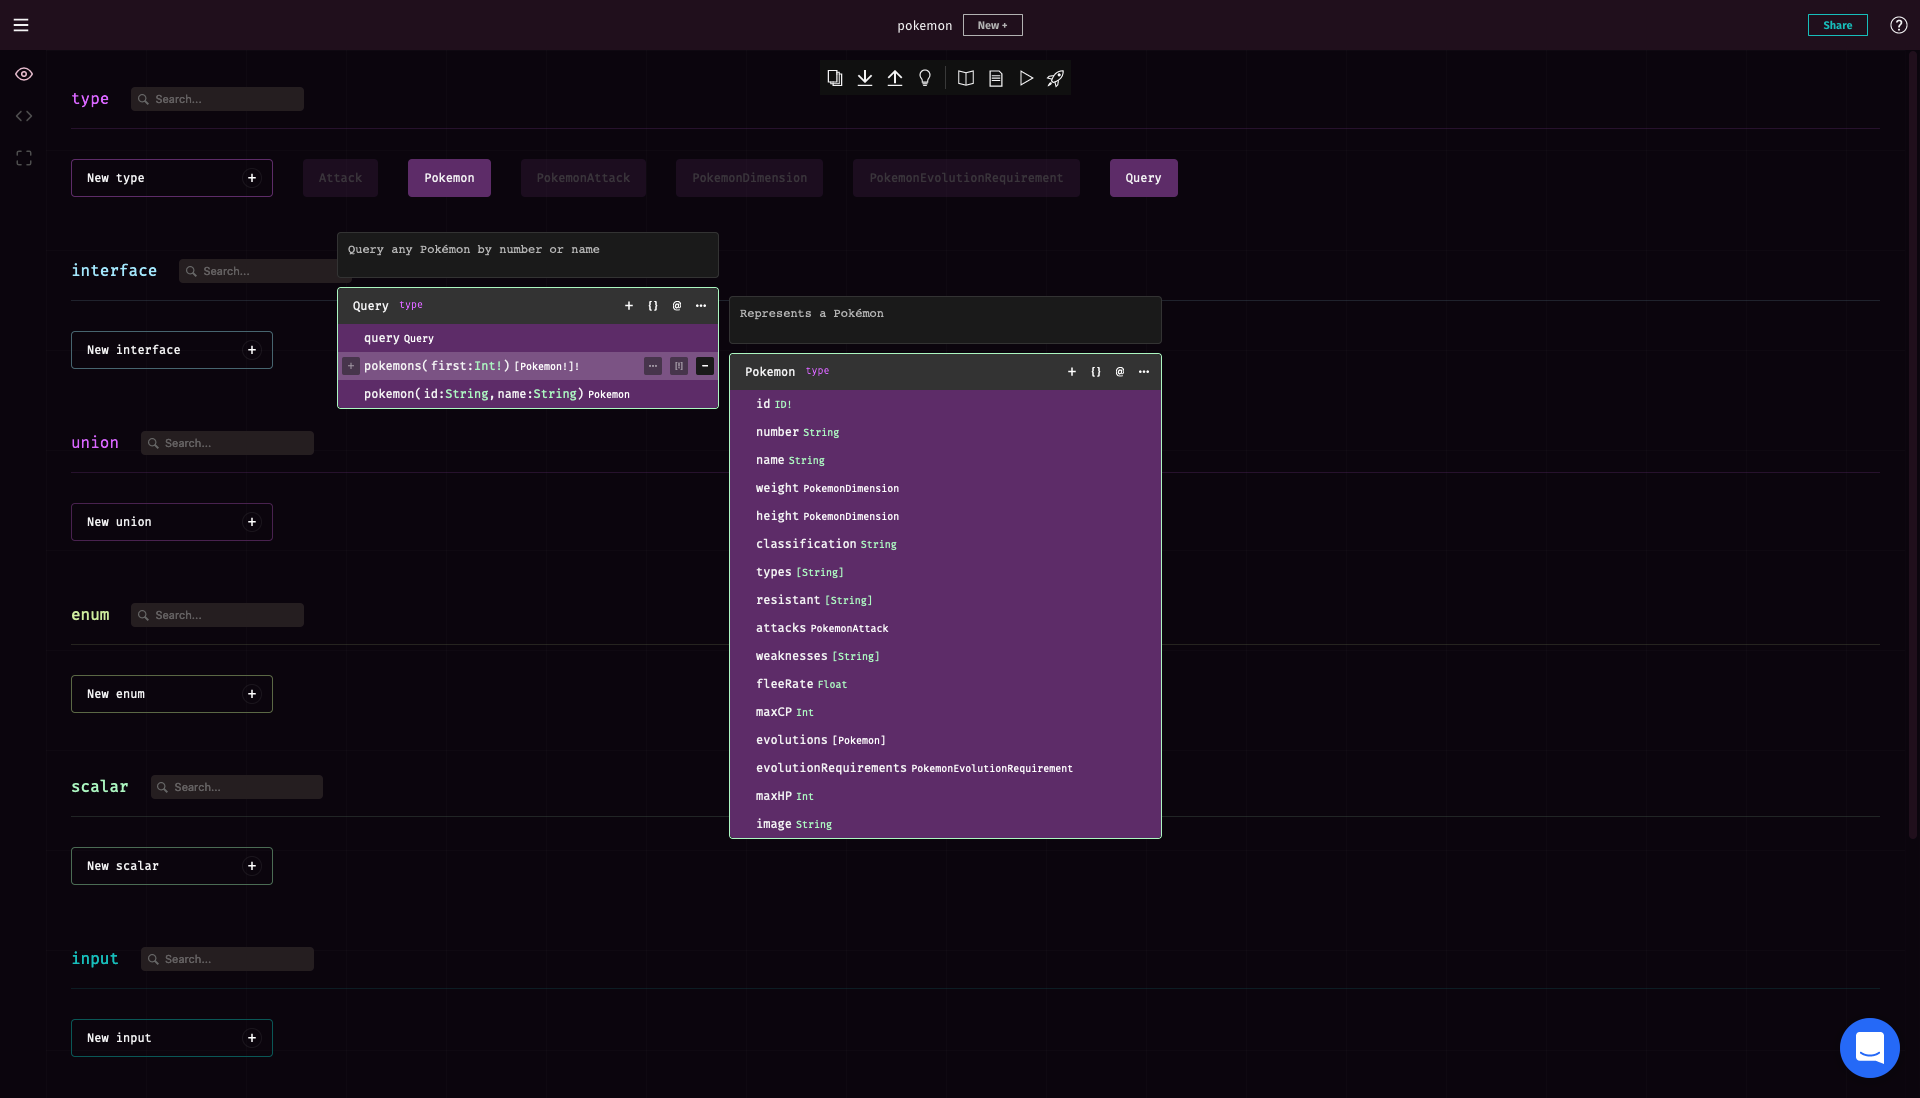 pokemon New +
Share
type Search...
New type + Attack Pokemon PokemonAttack PokemonDimension PokemonEvolutionRequirement Query
Query any Pokémon by number or name
interface Search...
Query type + {} @ ...
query Query
+ pokemons( first:Int! ) [Pokemon!]! ... [!] -
pokemon( id:String, name:String ) Pokemon
New interface +
Represents a Pokémon
Pokemon type + {} @ ...
id ID!
number String
name String
weight PokemonDimension
height PokemonDimension
classification String
types [String]
resistant [String]
attacks PokemonAttack
weaknesses [String]
fleeRate Float
maxCP Int
evolutions [Pokemon]
evolutionRequirements PokemonEvolutionRequirement
maxHP Int
image String
union Search...
New union +
enum Search...
New enum +
scalar Search...
New scalar +
input Search...
New input +